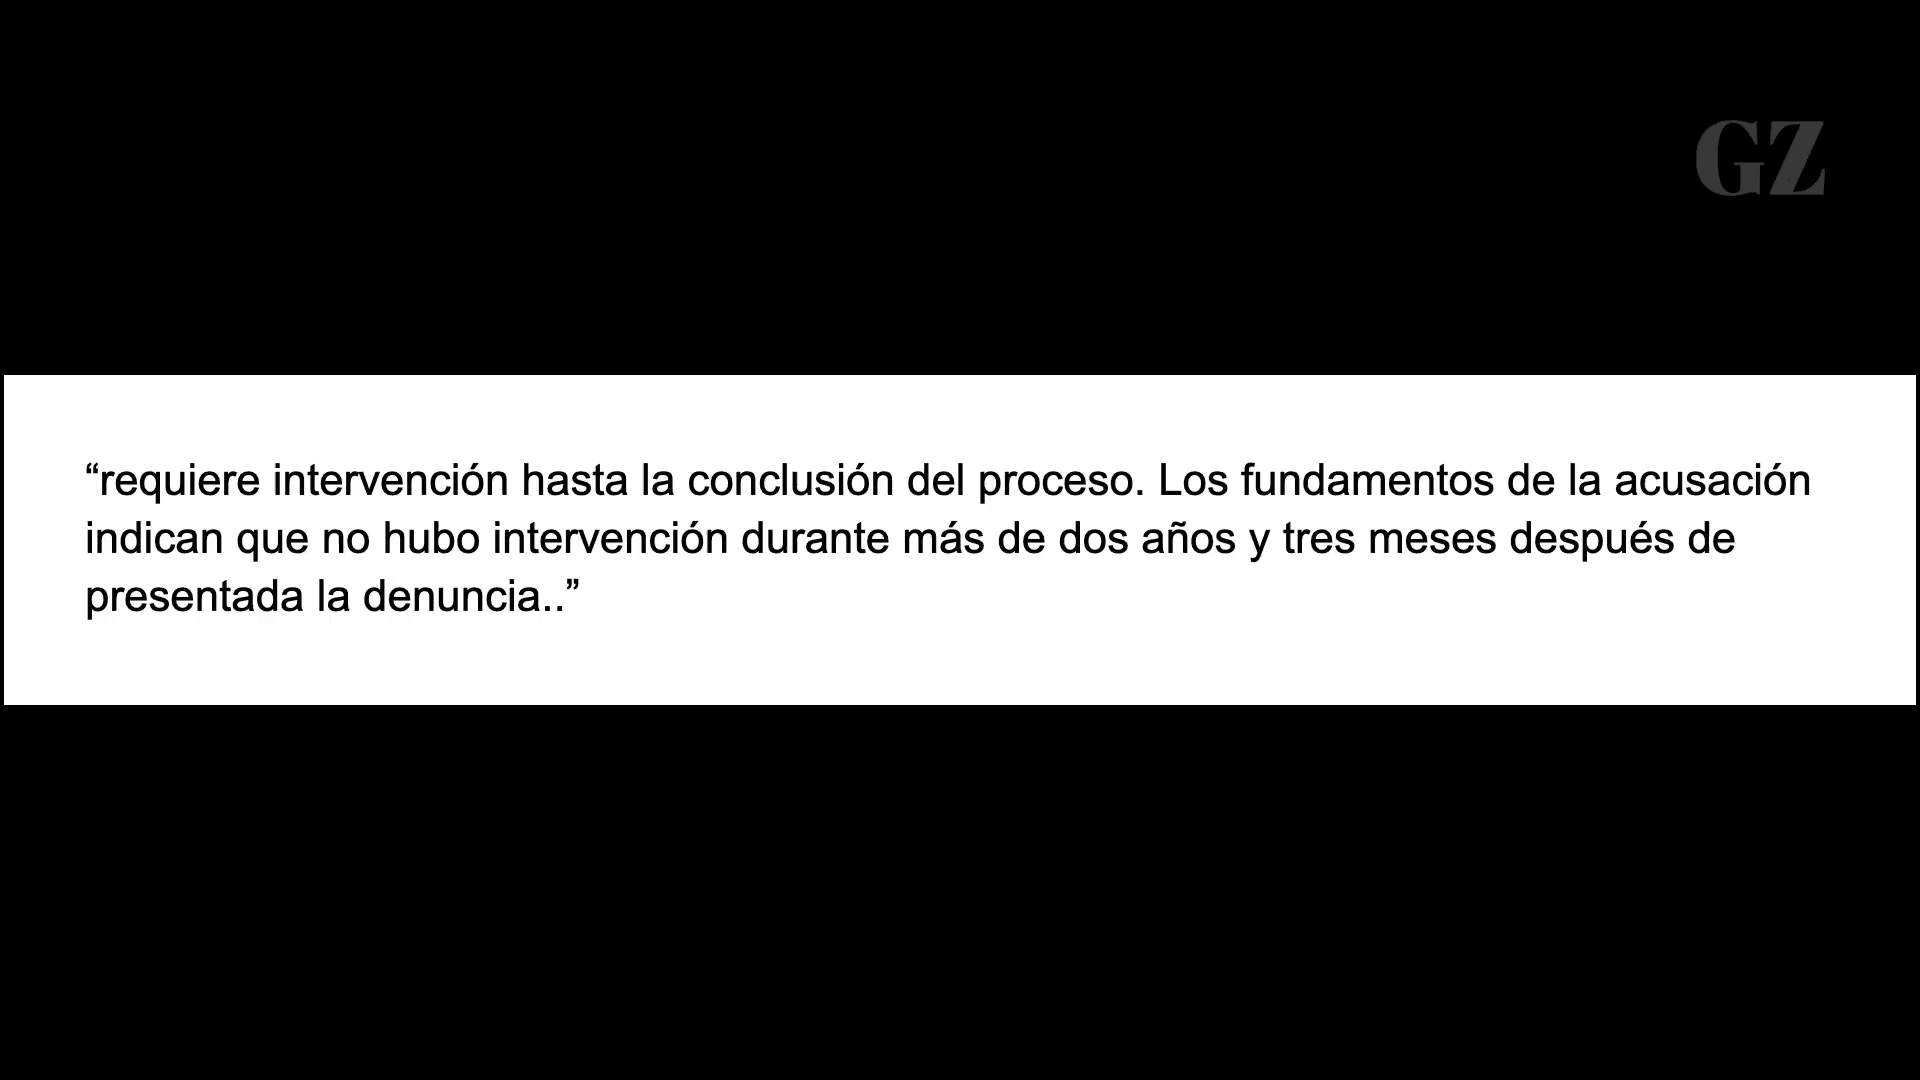 GZ
“requiere intervención hasta la conclusión del proceso. Los fundamentos de la acusación
indican que no hubo intervención durante más de dos años y tres meses después de
presentada la denuncia..”